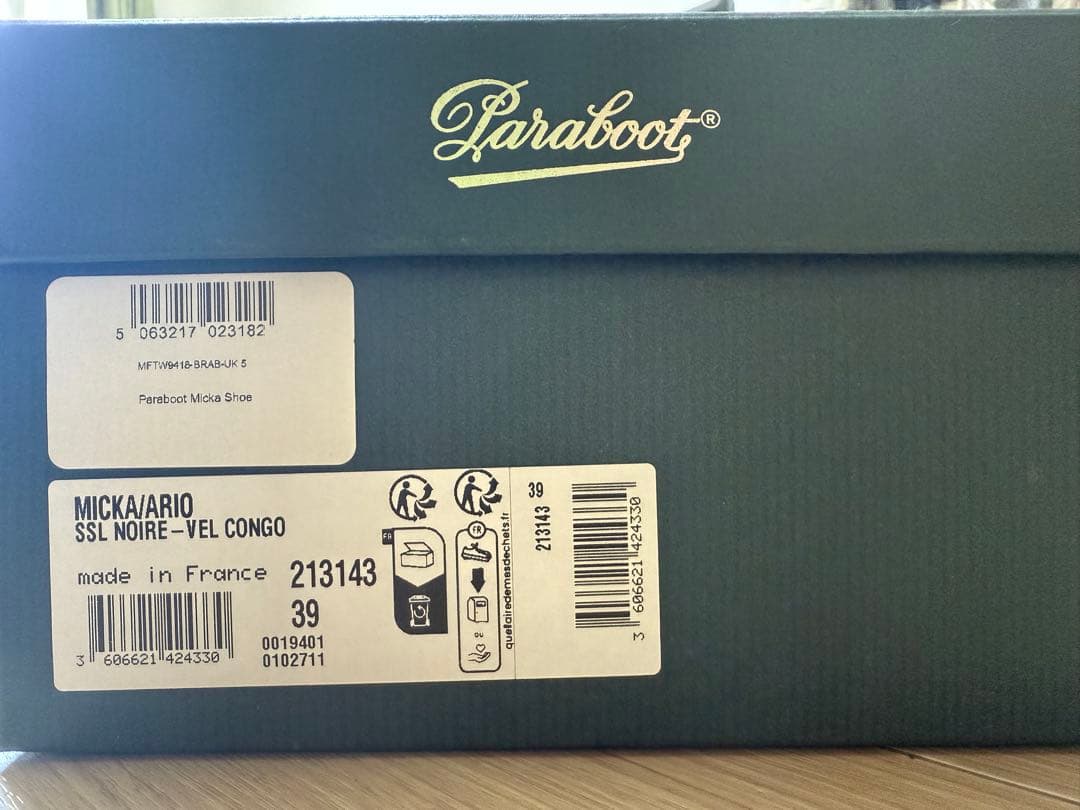 Paraboot®
5 063217 023182
MFTW9418-BRAB-UK 5
Paraboot Micka Shoe
MICKA/ARIO
SSL NOIRE-VEL CONGO
made in France 213143
39
0019401
0102711
3 606621 424330
FR
FR
quefairedemesdechets.fr
39
213143
3 606621 424330